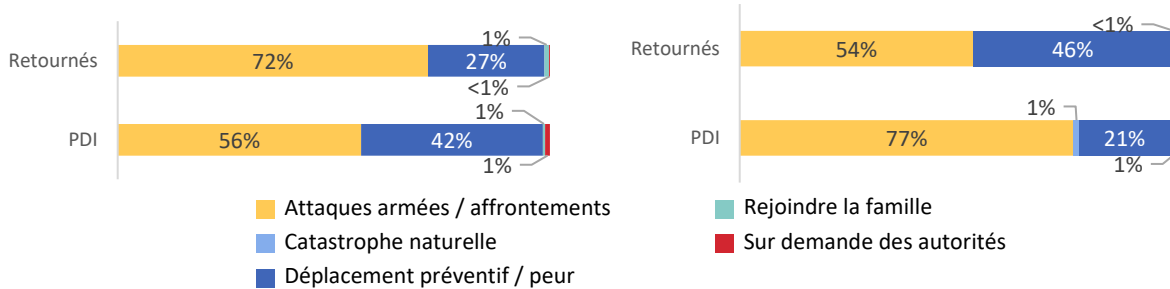 1%
Retournés
72%
27%
<1%
1%
PDI
56%
42%
1%
<1%
Retournés
54%
46%
1%
PDI
77%
21%
1%
Attaques armées / affrontements
Catastrophe naturelle
Déplacement préventif / peur
Rejoindre la famille
Sur demande des autorités